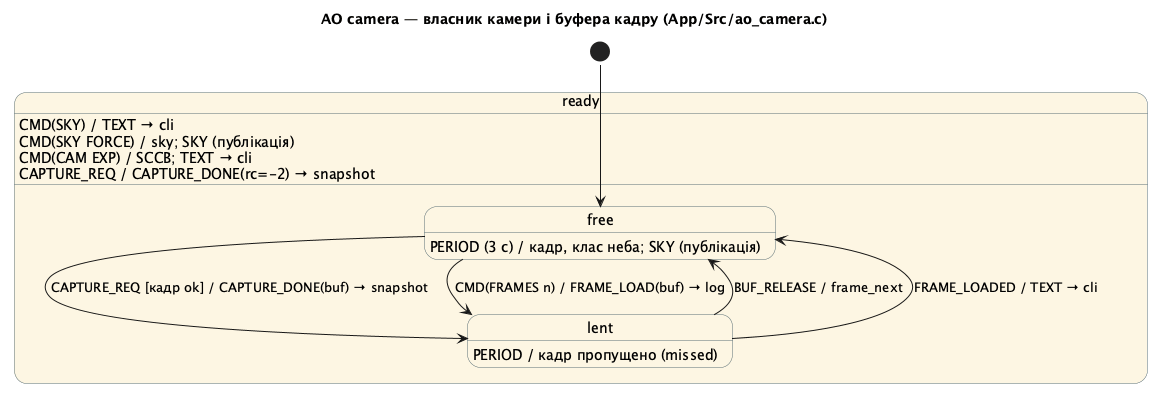 AO camera — власник камери і буфера кадру (App/Src/ao_camera.c)
ready
CMD(SKY) / TEXT → cli
CMD(SKY FORCE) / sky; SKY (публікація)
CMD(CAM EXP) / SCCB; TEXT → cli
CAPTURE_REQ / CAPTURE_DONE(rc=-2) → snapshot
free
PERIOD (3 с) / кадр, клас неба; SKY (публікація)
CAPTURE_REQ [кадр ok] / CAPTURE_DONE(buf) → snapshot
CMD(FRAMES n) / FRAME_LOAD(buf) → log
BUF_RELEASE / frame_next
FRAME_LOADED / TEXT → cli
lent
PERIOD / кадр пропущено (missed)